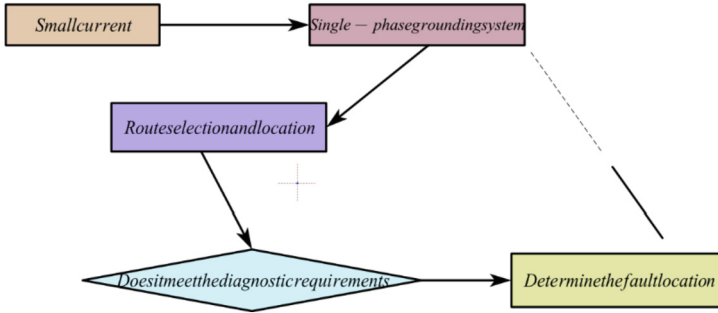 Smallcurrent
Single − phasegroundingsystem
Routeselectionandlocation
Doesitmeetthediagnosticrequirements
Determinethefaultlocation